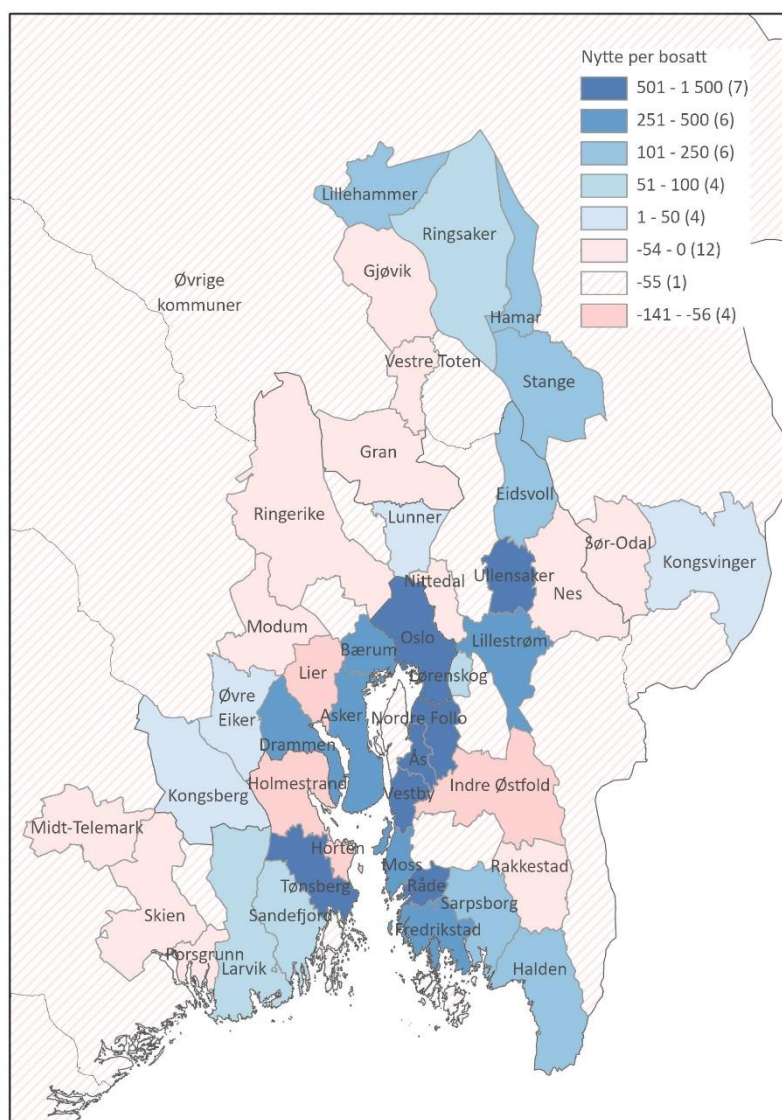 Nytte per bosatt
501 - 1 500 (7)
251 - 500 (6)
101 - 250 (6)
51 - 100 (4)
1 - 50 (4)
-54 - 0 (12)
-55 (1)
-141 - -56 (4)
Lillehammer
Ringsaker
Gjøvik
Øvrige
kommuner
Hamar
Vestre Toten
Stange
Gran
Eidsvoll
Ringerike
Lunner
Sør-Odal
Kongsvinger
Nittedal
Ullensaker
Nes
Modum
Oslo
Lillestrøm
Bærum
Lier
Lørenskog
Øvre
Eiker
Asker
Nordre Follo
Drammen
Ås
Holmestrand
Indre Østfold
Kongsberg
Vestby
Midt-Telemark
Horten
Moss
Rakkestad
Tønsberg
Råde
Sarpsborg
Skien
Sandefjord
Fredrikstad
Porsgrunn
Larvik
Halden